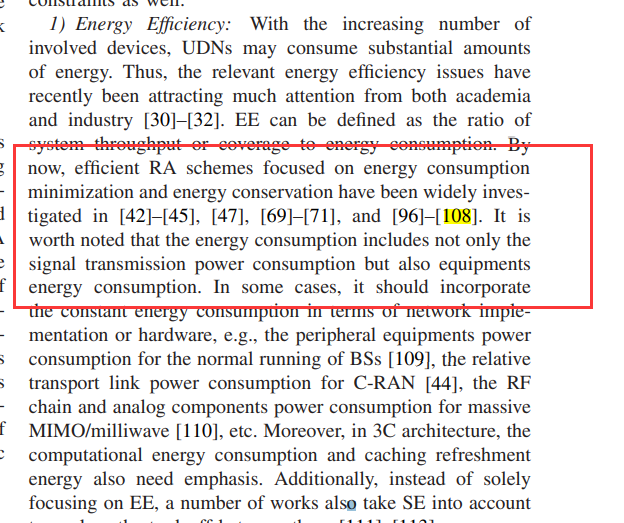 constraints as well.
1) Energy Efficiency: With the increasing number of
involved devices, UDNs may consume substantial amounts
of energy. Thus, the relevant energy efficiency issues have
recently been attracting much attention from both academia
and industry [30]–[32]. EE can be defined as the ratio of
system throughput or coverage to energy consumption. By
now, efficient RA schemes focused on energy consumption
minimization and energy conservation have been widely inves-
tigated in [42]–[45], [47], [69]–[71], and [96]–[108]. It is
worth noted that the energy consumption includes not only the
signal transmission power consumption but also equipments
energy consumption. In some cases, it should incorporate
the constant energy consumption in terms of network imple-
mentation or hardware, e.g., the peripheral equipments power
consumption for the normal running of BSs [109], the relative
transport link power consumption for C-RAN [44], the RF
chain and analog components power consumption for massive
MIMO/milliwave [110], etc. Moreover, in 3C architecture, the
computational energy consumption and caching refreshment
energy also need emphasis. Additionally, instead of solely
focusing on EE, a number of works also take SE into account